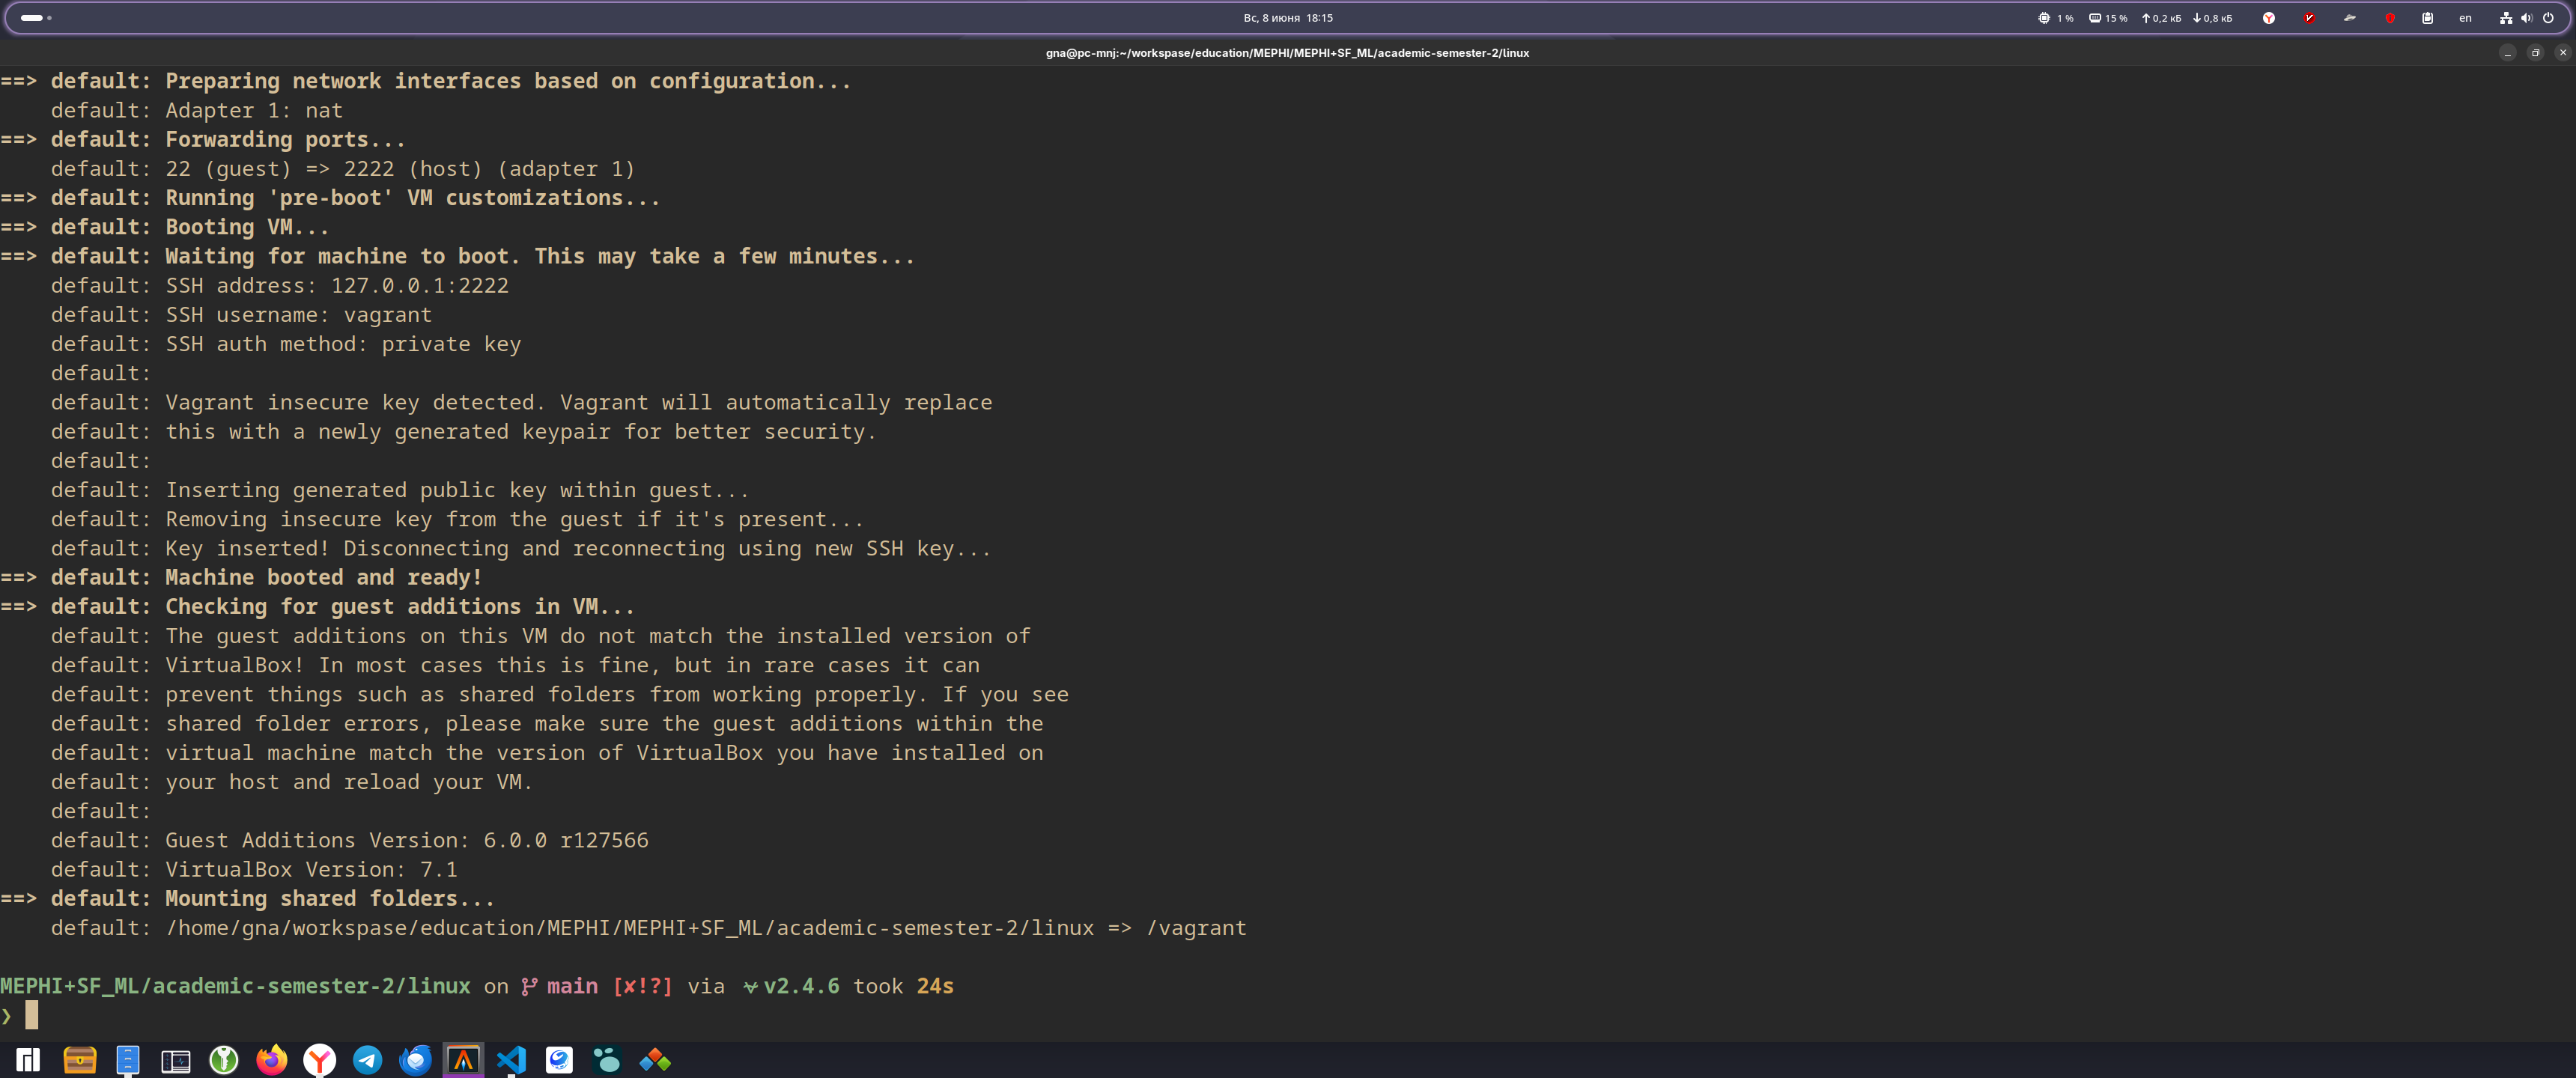 Вс, 8 июня 18:15
1 % 15 % 0,2 кБ 0,8 кБ en
gna@pc-mnj:~/workspase/education/MEPHI/MEPHI+SF_ML/academic-semester-2/linux
==> default: Preparing network interfaces based on configuration...
default: Adapter 1: nat
==> default: Forwarding ports...
default: 22 (guest) => 2222 (host) (adapter 1)
==> default: Running 'pre-boot' VM customizations...
==> default: Booting VM...
==> default: Waiting for machine to boot. This may take a few minutes...
default: SSH address: 127.0.0.1:2222
default: SSH username: vagrant
default: SSH auth method: private key
default:
default: Vagrant insecure key detected. Vagrant will automatically replace
default: this with a newly generated keypair for better security.
default:
default: Inserting generated public key within guest...
default: Removing insecure key from the guest if it's present...
default: Key inserted! Disconnecting and reconnecting using new SSH key...
==> default: Machine booted and ready!
==> default: Checking for guest additions in VM...
default: The guest additions on this VM do not match the installed version of
default: VirtualBox! In most cases this is fine, but in rare cases it can
default: prevent things such as shared folders from working properly. If you see
default: shared folder errors, please make sure the guest additions within the
default: virtual machine match the version of VirtualBox you have installed on
default: your host and reload your VM.
default:
default: Guest Additions Version: 6.0.0 r127566
default: VirtualBox Version: 7.1
==> default: Mounting shared folders...
default: /home/gna/workspase/education/MEPHI/MEPHI+SF_ML/academic-semester-2/linux => /vagrant
MEPHI+SF_ML/academic-semester-2/linux on main [✘!?] via v2.4.6 took 24s
❯